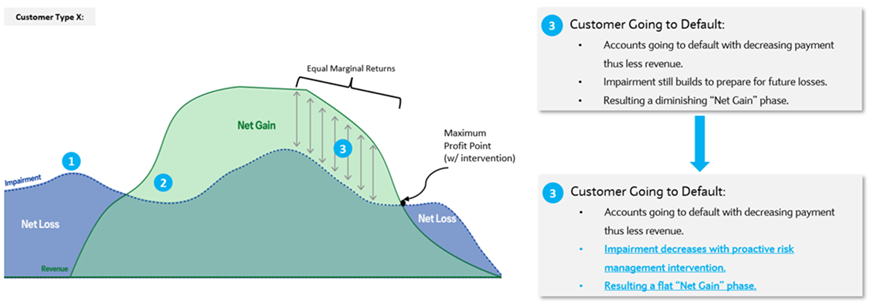 Customer Type X:
Equal Marginal Returns
Net Gain
Maximum
Profit Point
(w/ intervention)
1
2
3
Impairment
Net Loss
Net Loss
Revenue
3 Customer Going to Default:
• Accounts going to default with decreasing payment
thus less revenue.
• Impairment still builds to prepare for future losses.
• Resulting a diminishing “Net Gain” phase.
3 Customer Going to Default:
• Accounts going to default with decreasing payment
thus less revenue.
• Impairment decreases with proactive risk
management intervention.
• Resulting a flat “Net Gain” phase.